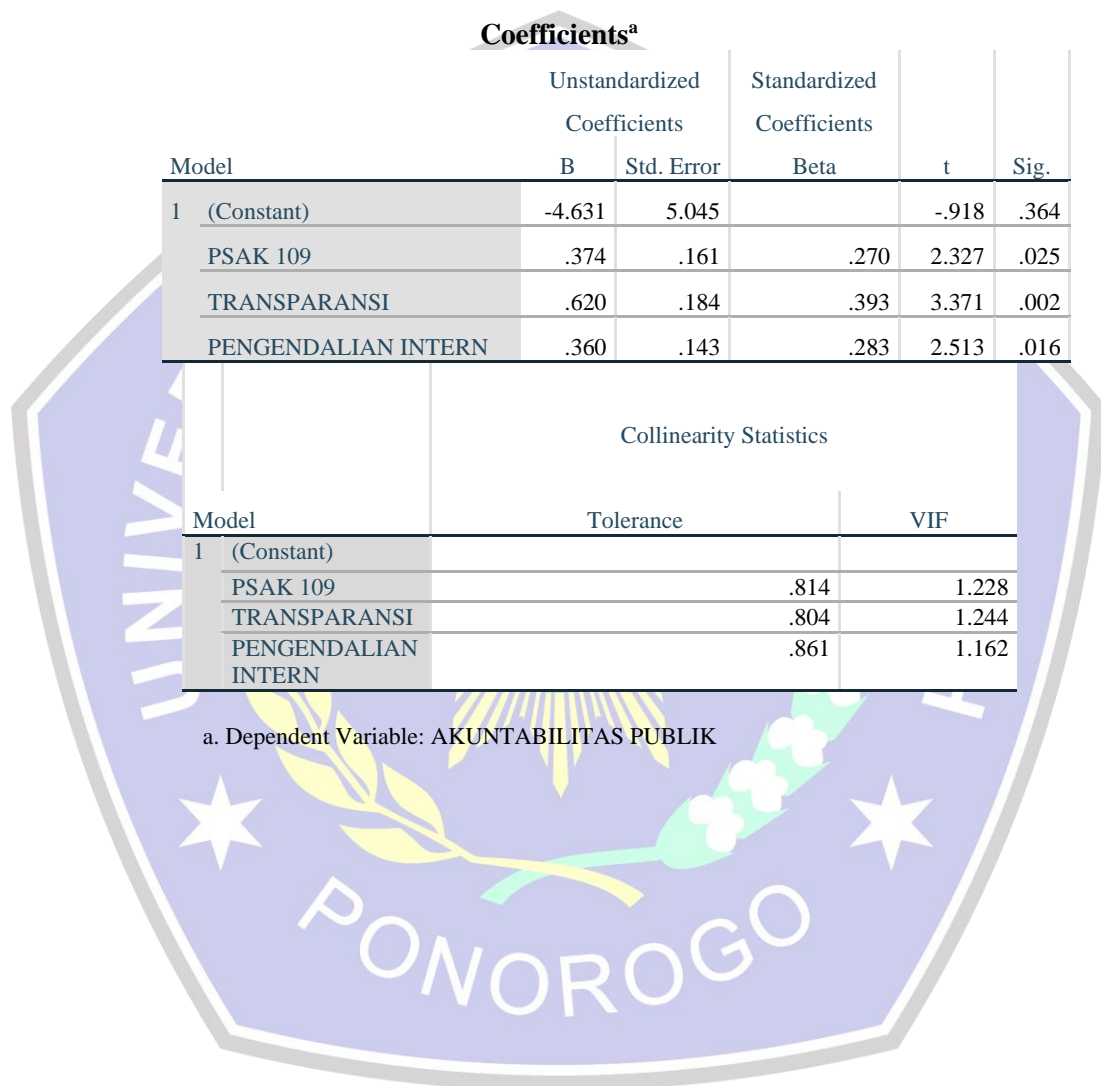 Coefficientsa
Unstandardized Coefficients Standardized Coefficients
Model B Std. Error Beta t Sig.
1 (Constant) -4.631 5.045 -.918 .364
PSAK 109 .374 .161 .270 2.327 .025
TRANSPARANSI .620 .184 .393 3.371 .002
PENGENDALIAN INTERN .360 .143 .283 2.513 .016
Collinearity Statistics
Model Tolerance VIF
1 (Constant)
PSAK 109 .814 1.228
TRANSPARANSI .804 1.244
PENGENDALIAN INTERN .861 1.162
a. Dependent Variable: AKUNTABILITAS PUBLIK
PONOROGO